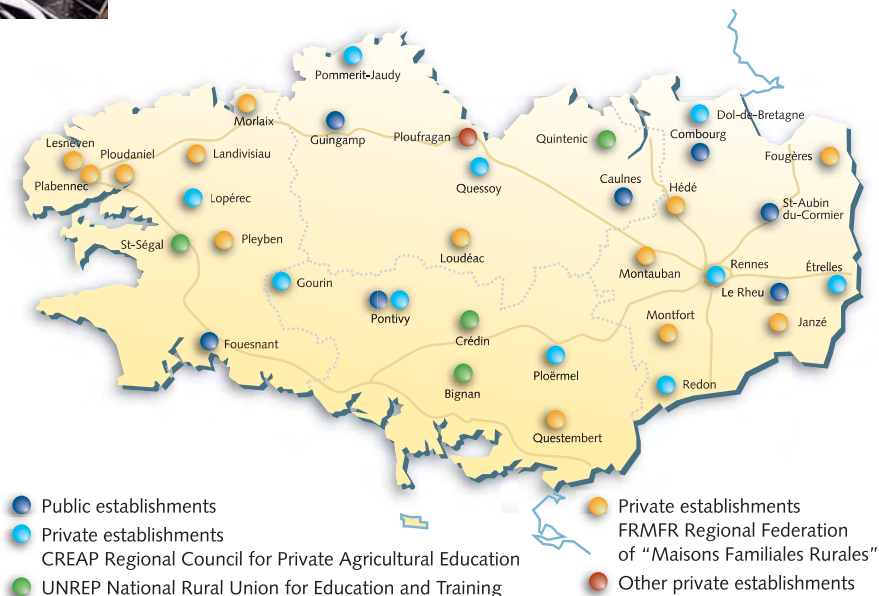 Pommerit-Jaudy
Morlaix
Guingamp
Ploufragan
Quintenic
Dol-de-Bretagne
Combourg
Lesneven
Ploudaniel
Landivisiau
Fougères
Plabennec
Quessoy
Caulnes
Hédé
Lopérec
St-Aubin
du-Cormier
St-Ségal
Pleyben
Loudéac
Montauban
Rennes
Étrelles
Gourin
Le Rheu
Pontivy
Montfort
Janzé
Crédin
Fouesnant
Ploërmel
Redon
Bignan
Questembert
Public establishments
Private establishments
CREAP Regional Council for Private Agricultural Education
UNREP National Rural Union for Education and Training
Private establishments
FRMFR Regional Federation
of “Maisons Familiales Rurales”
Other private establishments